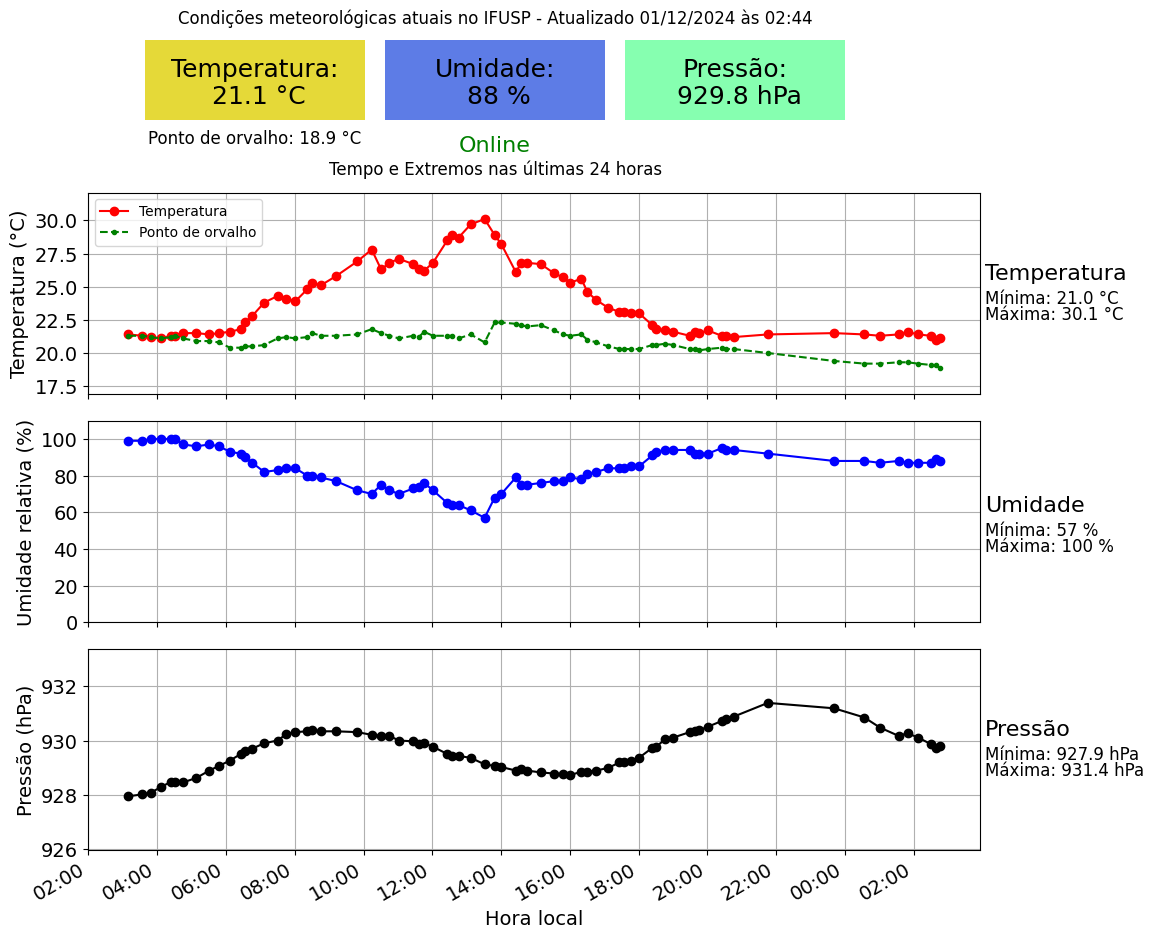 Condições meteorológicas atuais no IFUSP - Atualizado 01/12/2024 às 02:44
Temperatura:
21.1 °C
Umidade:
88 %
Pressão:
929.8 hPa
Ponto de orvalho: 18.9 °C
Online
Tempo e Extremos nas últimas 24 horas
Temperatura
Ponto de orvalho
Temperatura (°C)
30.0
27.5
25.0
22.5
20.0
17.5
Temperatura
Mínima: 21.0 °C
Máxima: 30.1 °C
Umidade relativa (%)
100
80
60
40
20
0
Umidade
Mínima: 57 %
Máxima: 100 %
Pressão (hPa)
932
930
928
926
Pressão
Mínima: 927.9 hPa
Máxima: 931.4 hPa
02:00 04:00 06:00 08:00 10:00 12:00 14:00 16:00 18:00 20:00 22:00 00:00 02:00
Hora local